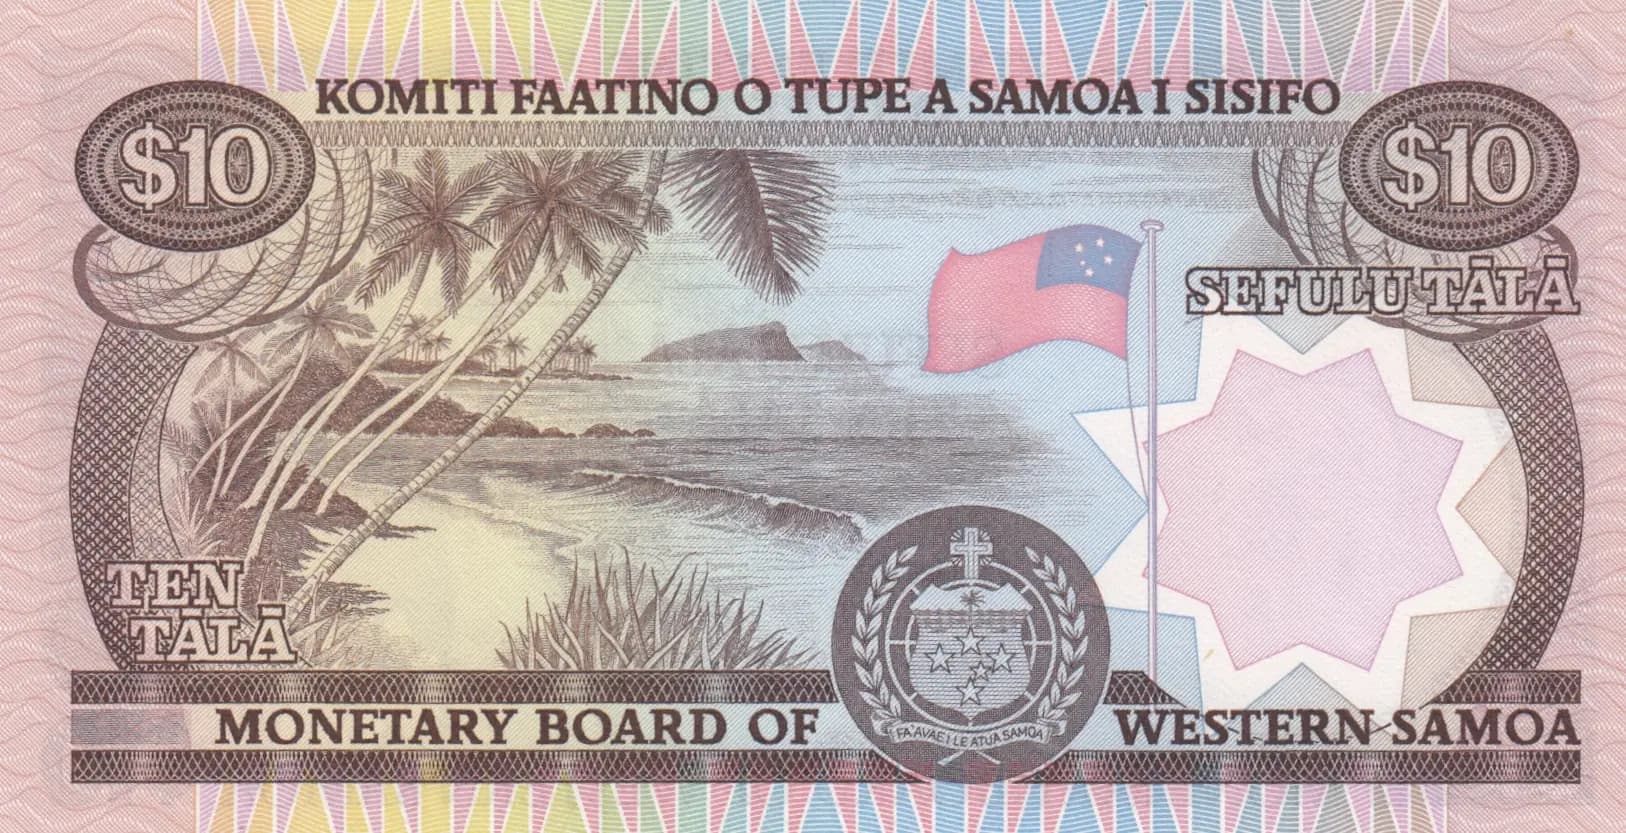 KOMITI FAATINO O TUPE A SAMOA I SISIFO
$10
$10
SEFULU TĀLĀ
TEN
TĀLĀ
FA'AVAE I LE ATUA SAMOA
MONETARY BOARD OF WESTERN SAMOA